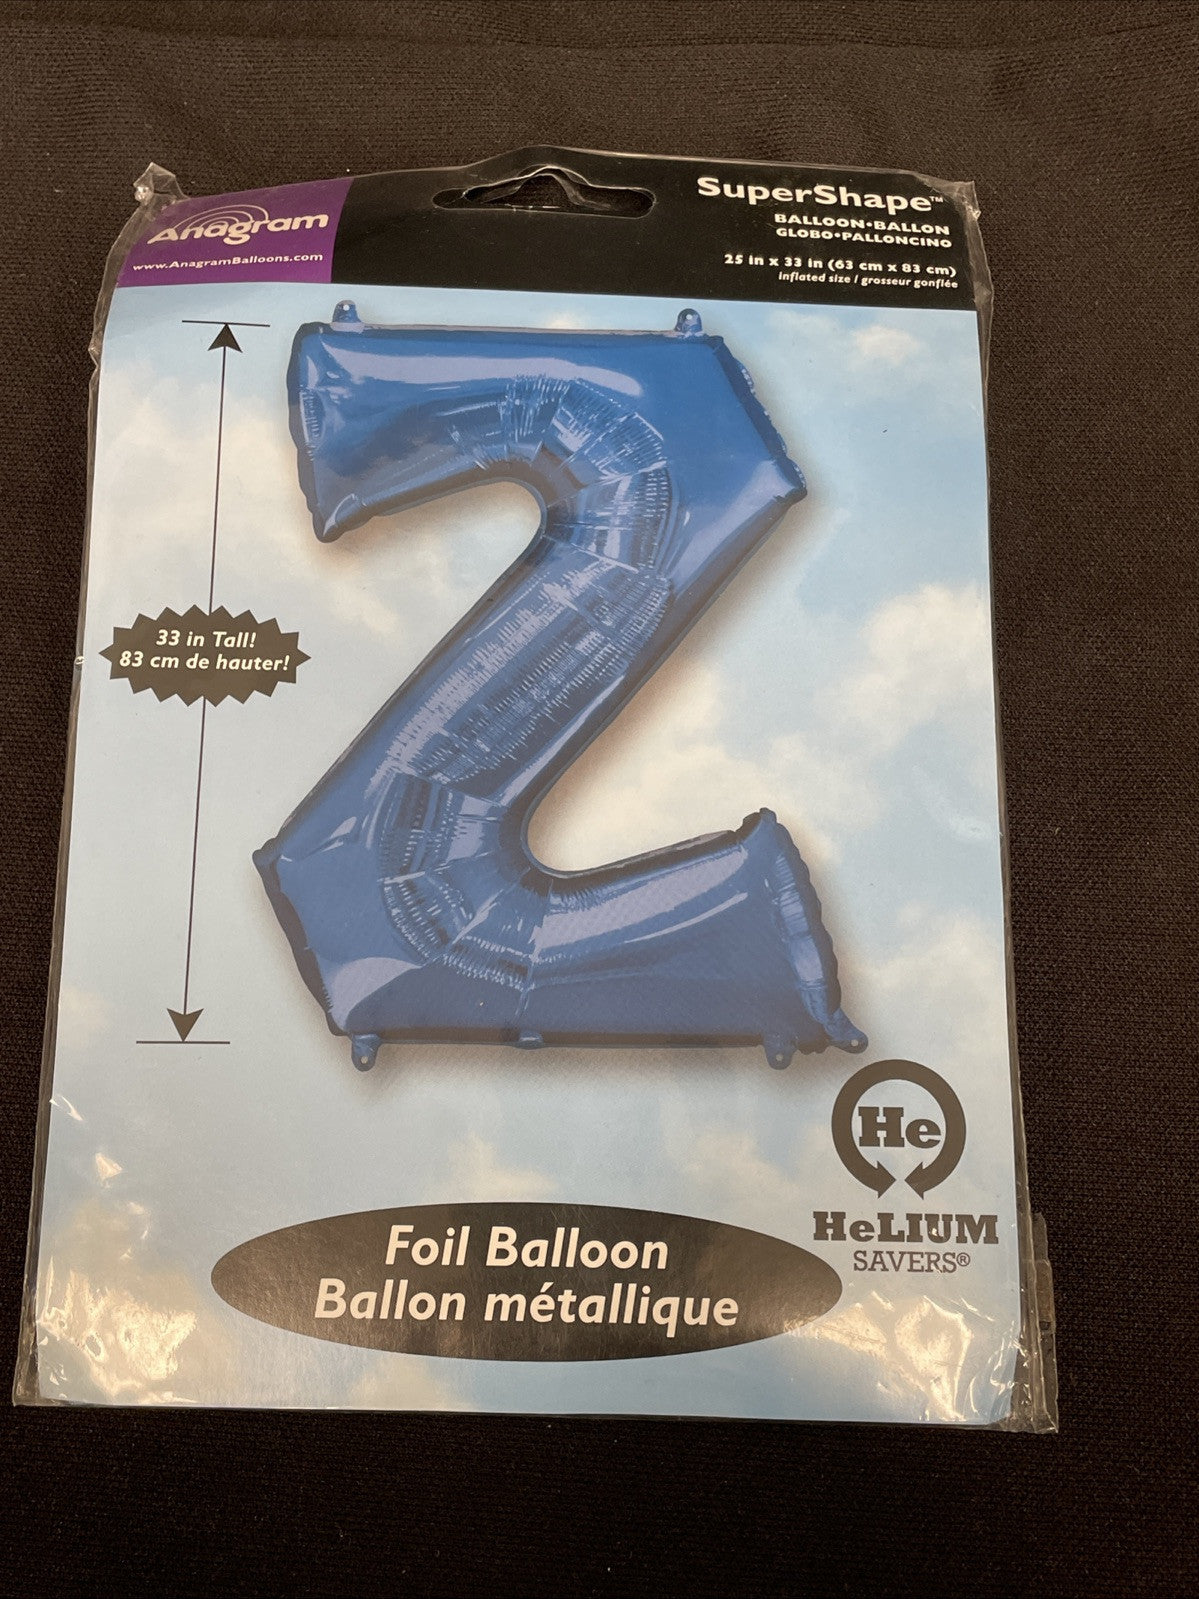 Anagram
www.AnagramBalloons.com
SuperShape™
BALLOON•BALLON
GLOBO•PALLONCINO
25 in x 33 in (63 cm x 83 cm)
inflated size / grosseur gonflée
33 in Tall!
83 cm de hauter!
Z
He
HeLIUM
SAVERS®
Foil Balloon
Ballon métallique